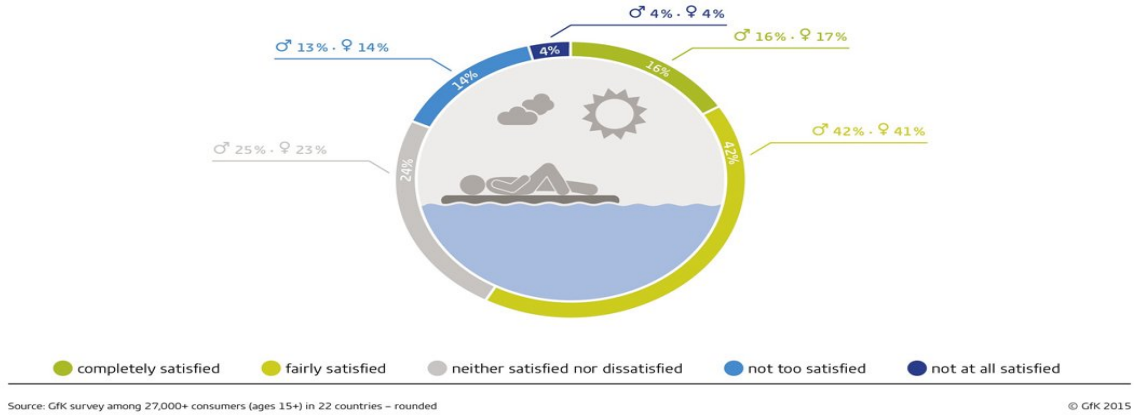 ♂ 4% · ♀ 4%
♂ 16% · ♀ 17%
♂ 13% · ♀ 14%
4%
16%
14%
♂ 42% · ♀ 41%
♂ 25% · ♀ 23%
42%
24%
completely satisfied
fairly satisfied
neither satisfied nor dissatisfied
not too satisfied
not at all satisfied
Source: GfK survey among 27,000+ consumers (ages 15+) in 22 countries – rounded
© GfK 2015